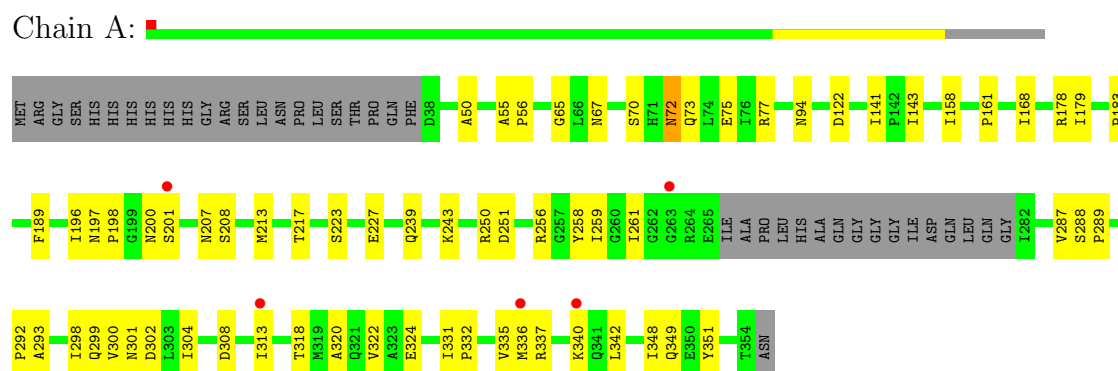 Chain A:
MET ARG GLY SER HIS HIS HIS HIS HIS HIS GLY ARG SER LEU ASN PRO LEU SER THR PRO GLN PHE D38 A50 A55 P56 G65 L66 N67 S70 H71 N72 Q73 L74 E75 I76 R77 N94 D122 I141 P142 I143 I158 P161 I168 R178 I179
F189 I196 N197 P198 G199 N200 S201 N207 S208 M213 T217 S223 E227 Q239 K243 R250 D251 R256 G257 Y258 I259 G260 I261 G262 G263 R264 E265 ILE ALA PRO LEU HIS ALA GLN GLY GLY GLY ILE ASP GLN LEU GLN GLY I282 V287 S288 P289
P292 A293 I298 Q299 V300 N301 D302 L303 I304 D308 I313 T318 M319 A320 Q321 V322 A323 E324 I331 P332 V335 M336 R337 K340 Q341 L342 I348 Q349 E350 Y351 T354 ASN